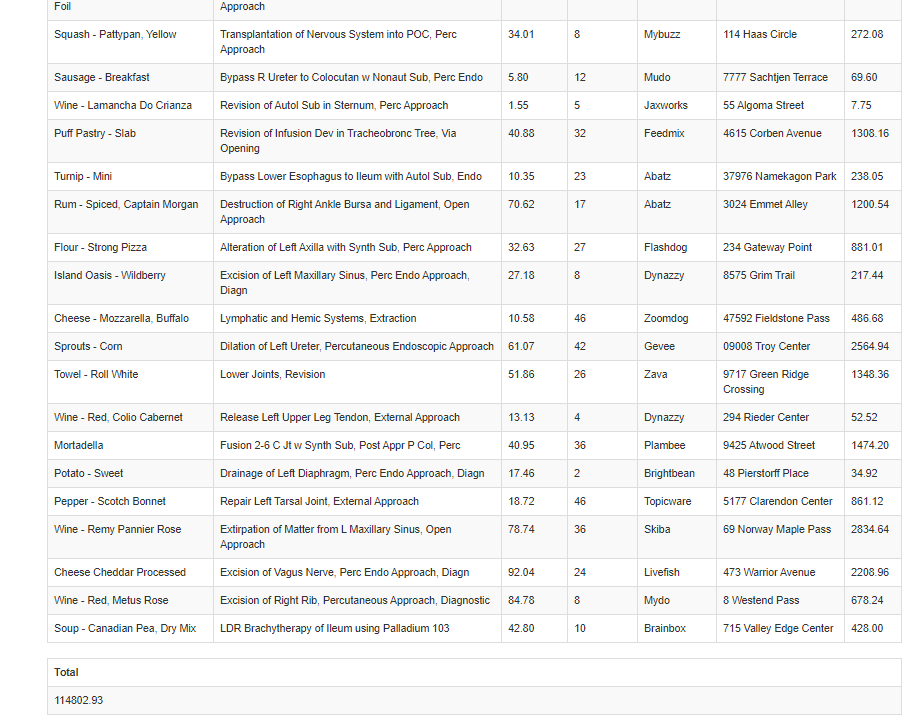 Foil Approach
Squash - Pattypan, Yellow Transplantation of Nervous System into POC, Perc 34.01 8 Mybuzz 114 Haas Circle 272.08
Approach
Sausage - Breakfast Bypass R Ureter to Colocutan w Nonaut Sub, Perc Endo 5.80 12 Mudo 7777 Sachtjen Terrace 69.60
Wine - Lamancha Do Crianza Revision of Autol Sub in Sternum, Perc Approach 1.55 5 Jaxworks 55 Algoma Street 7.75
Puff Pastry - Slab Revision of Infusion Dev in Tracheobronc Tree, Via 40.88 32 Feedmix 4615 Corben Avenue 1308.16
Opening
Turnip - Mini Bypass Lower Esophagus to Ileum with Autol Sub, Endo 10.35 23 Abatz 37976 Namekagon Park 238.05
Rum - Spiced, Captain Morgan Destruction of Right Ankle Bursa and Ligament, Open 70.62 17 Abatz 3024 Emmet Alley 1200.54
Approach
Flour - Strong Pizza Alteration of Left Axilla with Synth Sub, Perc Approach 32.63 27 Flashdog 234 Gateway Point 881.01
Island Oasis - Wildberry Excision of Left Maxillary Sinus, Perc Endo Approach, 27.18 8 Dynazzy 8575 Grim Trail 217.44
Diagn
Cheese - Mozzarella, Buffalo Lymphatic and Hemic Systems, Extraction 10.58 46 Zoomdog 47592 Fieldstone Pass 486.68
Sprouts - Corn Dilation of Left Ureter, Percutaneous Endoscopic Approach 61.07 42 Gevee 09008 Troy Center 2564.94
Towel - Roll White Lower Joints, Revision 51.86 26 Zava 9717 Green Ridge 1348.36
Crossing
Wine - Red, Colio Cabernet Release Left Upper Leg Tendon, External Approach 13.13 4 Dynazzy 294 Rieder Center 52.52
Mortadella Fusion 2-6 C Jt w Synth Sub, Post Appr P Col, Perc 40.95 36 Plambee 9425 Atwood Street 1474.20
Potato - Sweet Drainage of Left Diaphragm, Perc Endo Approach, Diagn 17.46 2 Brightbean 48 Pierstorff Place 34.92
Pepper - Scotch Bonnet Repair Left Tarsal Joint, External Approach 18.72 46 Topicware 5177 Clarendon Center 861.12
Wine - Remy Pannier Rose Extirpation of Matter from L Maxillary Sinus, Open 78.74 36 Skiba 69 Norway Maple Pass 2834.64
Approach
Cheese Cheddar Processed Excision of Vagus Nerve, Perc Endo Approach, Diagn 92.04 24 Livefish 473 Warrior Avenue 2208.96
Wine - Red, Metus Rose Excision of Right Rib, Percutaneous Approach, Diagnostic 84.78 8 Mydo 8 Westend Pass 678.24
Soup - Canadian Pea, Dry Mix LDR Brachytherapy of Ileum using Palladium 103 42.80 10 Brainbox 715 Valley Edge Center 428.00
Total
114802.93